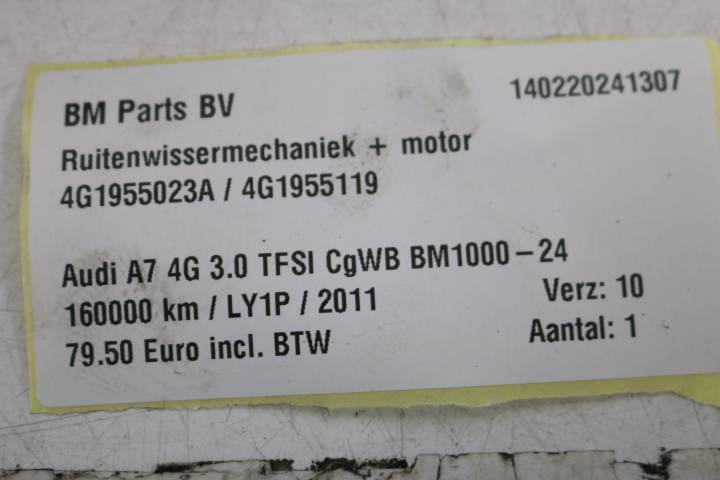 BM Parts BV
140220241307
Ruitenwissermechaniek + motor
4G1955023A / 4G1955119
Audi A7 4G 3.0 TFSI CgWB BM1000-24
160000 km / LY1P / 2011
Verz: 10
79.50 Euro incl. BTW
Aantal: 1